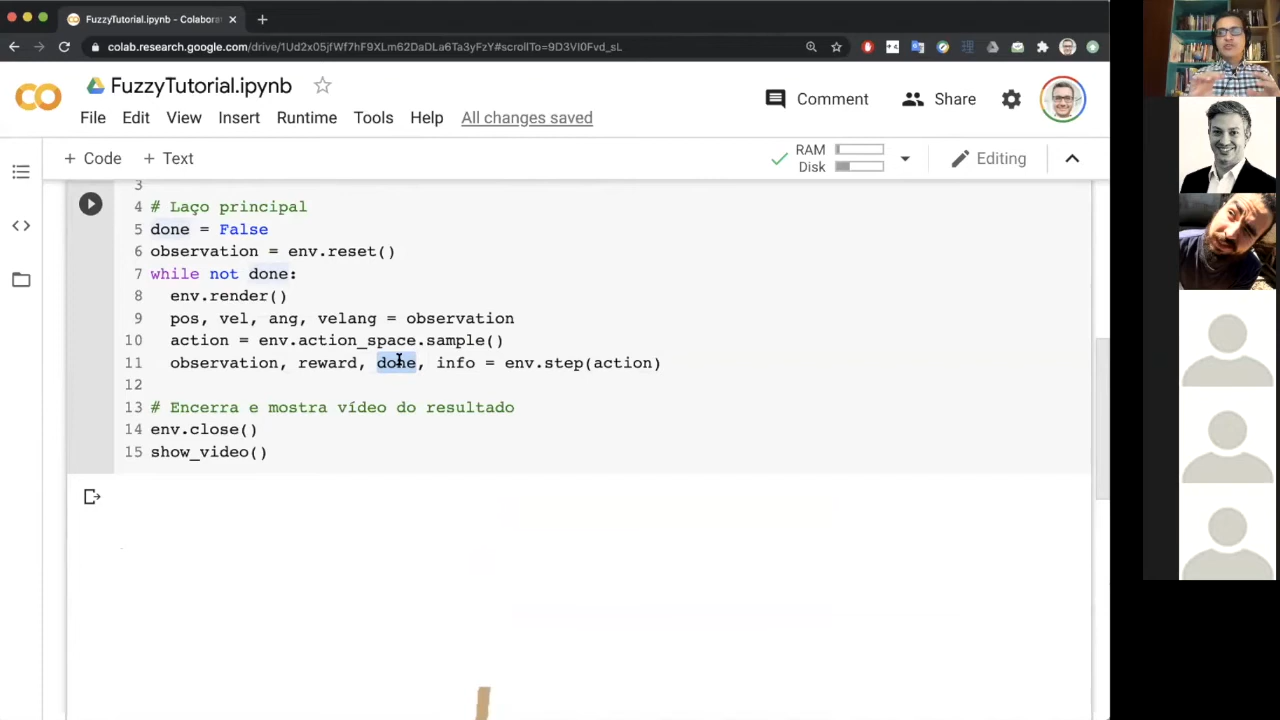 FuzzyTutorial.ipynb - Colabora
colab.research.google.com/drive/1Ud2x05jfWf7hF9XLm62DaDLa6Ta3yFzY#scrollTo=9D3Vl0Fvd_sL
CO
FuzzyTutorial.ipynb
Comment
Share
File Edit View Insert Runtime Tools Help All changes saved
+ Code + Text
RAM
Disk
Editing
3
4 # Laço principal
5 done = False
6 observation = env.reset()
7 while not done:
8 env.render()
9 pos, vel, ang, velang = observation
10 action = env.action_space.sample()
11 observation, reward, done, info = env.step(action)
12
13 # Encerra e mostra vídeo do resultado
14 env.close()
15 show_video()